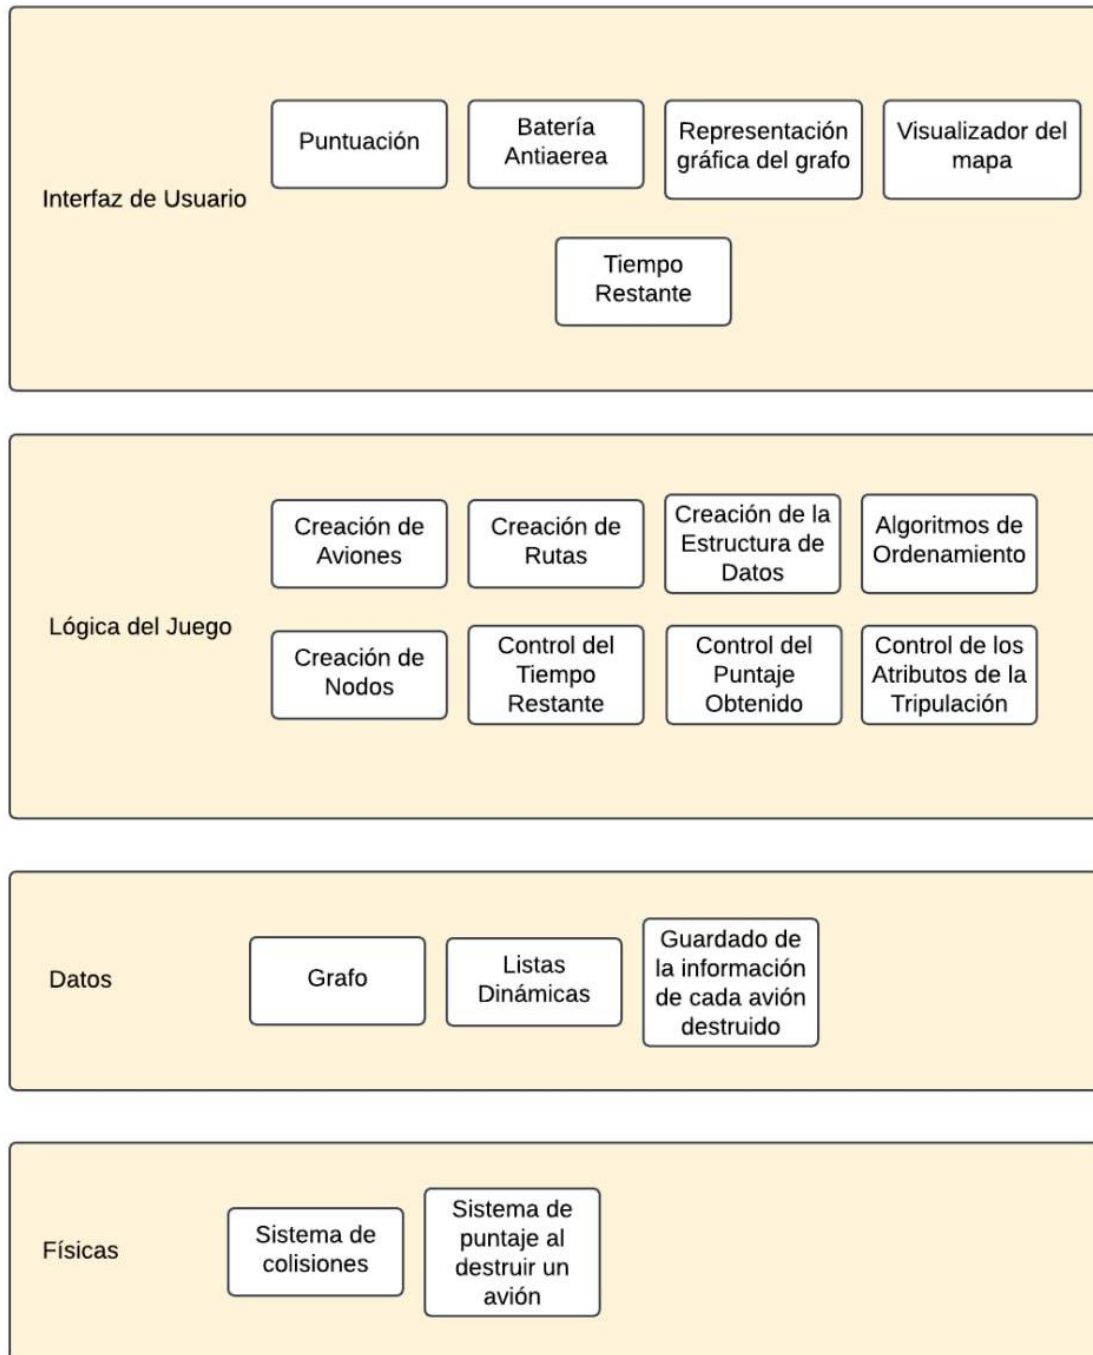 Interfaz de Usuario
Puntuación
Batería
Antiaerea
Representación
gráfica del grafo
Visualizador del
mapa
Tiempo
Restante
Lógica del Juego
Creación de
Aviones
Creación de
Rutas
Creación de la
Estructura de
Datos
Algoritmos de
Ordenamiento
Creación de
Nodos
Control del
Tiempo
Restante
Control del
Puntaje
Obtenido
Control de los
Atributos de la
Tripulación
Datos
Grafo
Listas
Dinámicas
Guardado de
la información
de cada avión
destruido
Físicas
Sistema de
colisiones
Sistema de
puntaje al
destruir un
avión